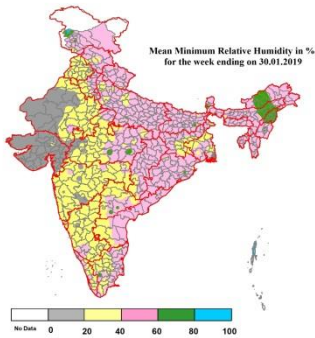 Mean Minimum Relative Humidity in %
for the week ending on 30.01.2019
No Data 0 20 40 60 80 100